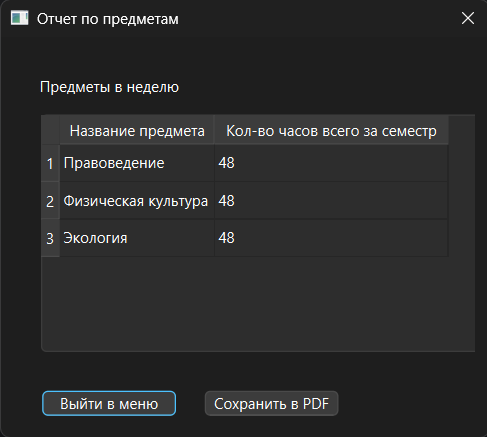 Отчет по предметам
Предметы в неделю
Название предмета Кол-во часов всего за семестр
1 Правоведение 48
2 Физическая культура 48
3 Экология 48
Выйти в меню Сохранить в PDF